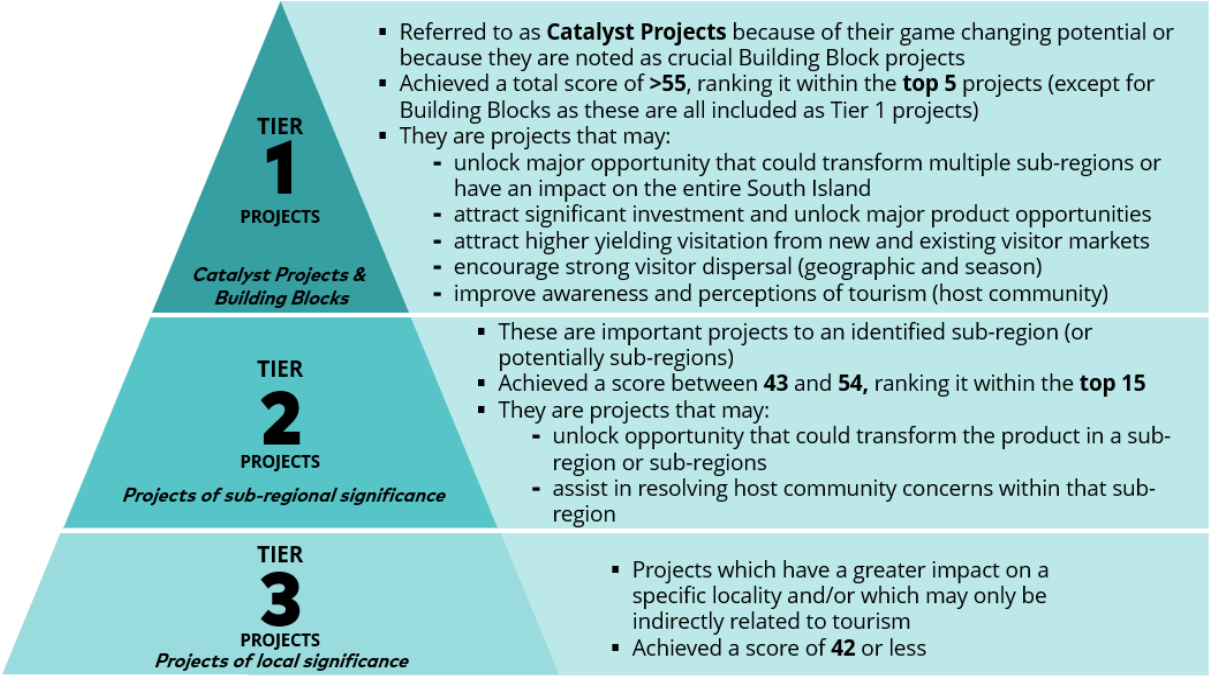 TIER
1
PROJECTS
Catalyst Projects &
Building Blocks
▪ Referred to as Catalyst Projects because of their game changing potential or
because they are noted as crucial Building Block projects
▪ Achieved a total score of >55, ranking it within the top 5 projects (except for
Building Blocks as these are all included as Tier 1 projects)
▪ They are projects that may:
- unlock major opportunity that could transform multiple sub-regions or
have an impact on the entire South Island
- attract significant investment and unlock major product opportunities
- attract higher yielding visitation from new and existing visitor markets
- encourage strong visitor dispersal (geographic and season)
- improve awareness and perceptions of tourism (host community)
TIER
2
PROJECTS
Projects of sub-regional significance
▪ These are important projects to an identified sub-region (or
potentially sub-regions)
▪ Achieved a score between 43 and 54, ranking it within the top 15
▪ They are projects that may:
- unlock opportunity that could transform the product in a sub-
region or sub-regions
- assist in resolving host community concerns within that sub-
region
TIER
3
PROJECTS
Projects of local significance
▪ Projects which have a greater impact on a
specific locality and/or which may only be
indirectly related to tourism
▪ Achieved a score of 42 or less